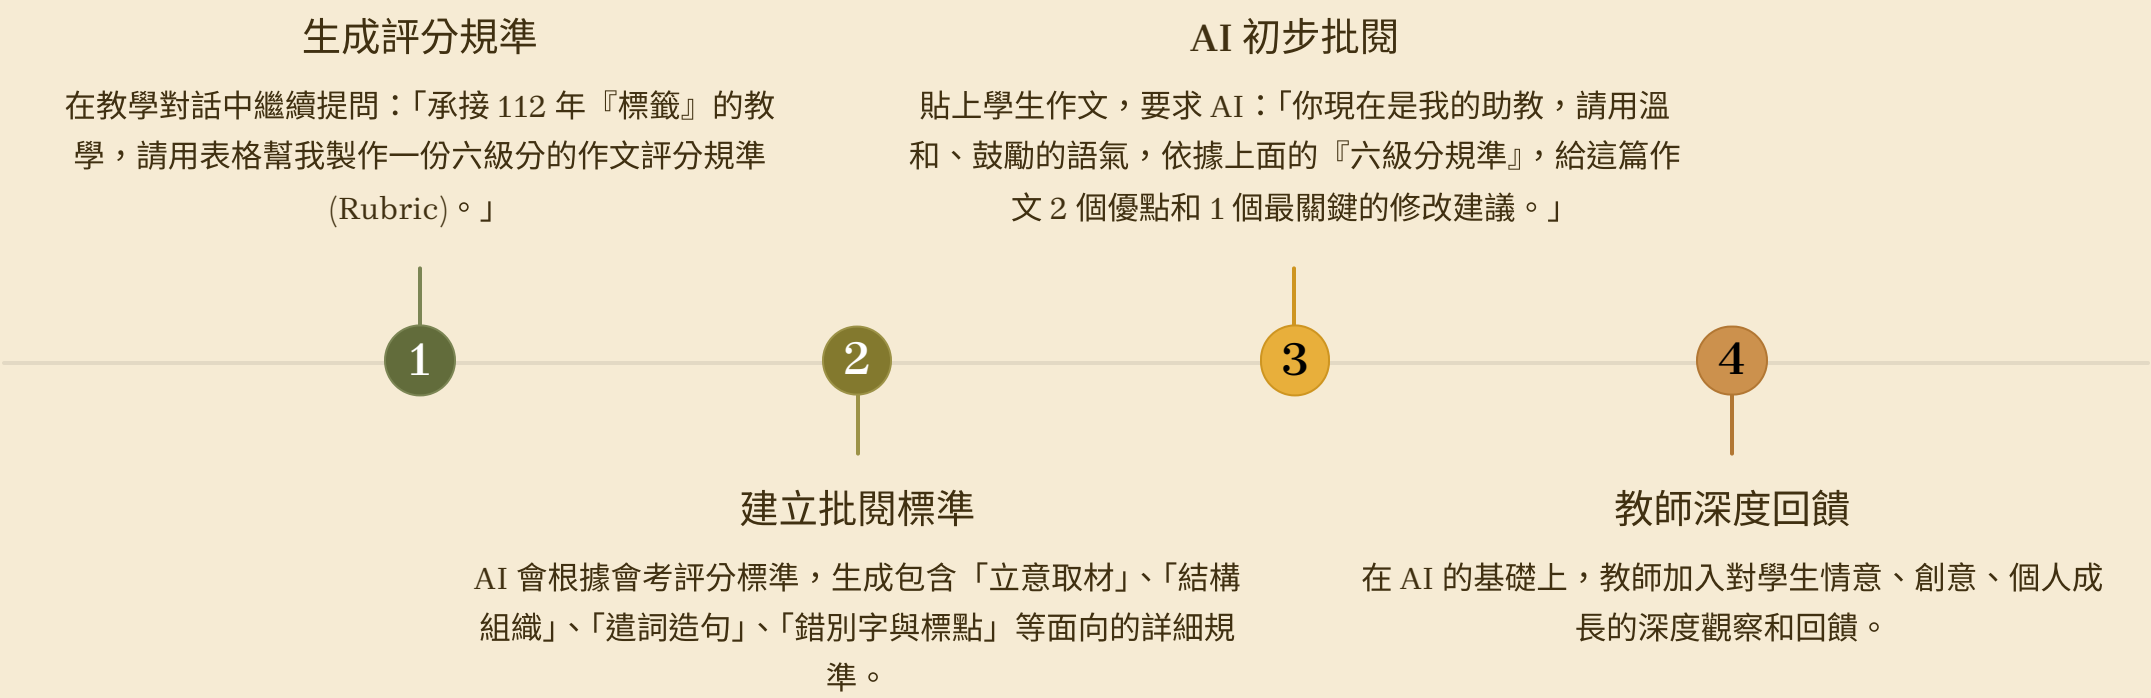 生成評分規準
在教學對話中繼續提問：「承接 112 年『標籤』的教
學，請用表格幫我製作一份六級分的作文評分規準
(Rubric)。」
1
2
建立批閱標準
AI 會根據會考評分標準，生成包含「立意取材」、「結構
組織」、「遣詞造句」、「錯別字與標點」等面向的詳細規
準。
AI 初步批閱
貼上學生作文，要求 AI：「你現在是我的助教，請用溫
和、鼓勵的語氣，依據上面的『六級分規準』，給這篇作
文 2 個優點和 1 個最關鍵的修改建議。」
3
4
教師深度回饋
在 AI 的基礎上，教師加入對學生情意、創意、個人成
長的深度觀察和回饋。